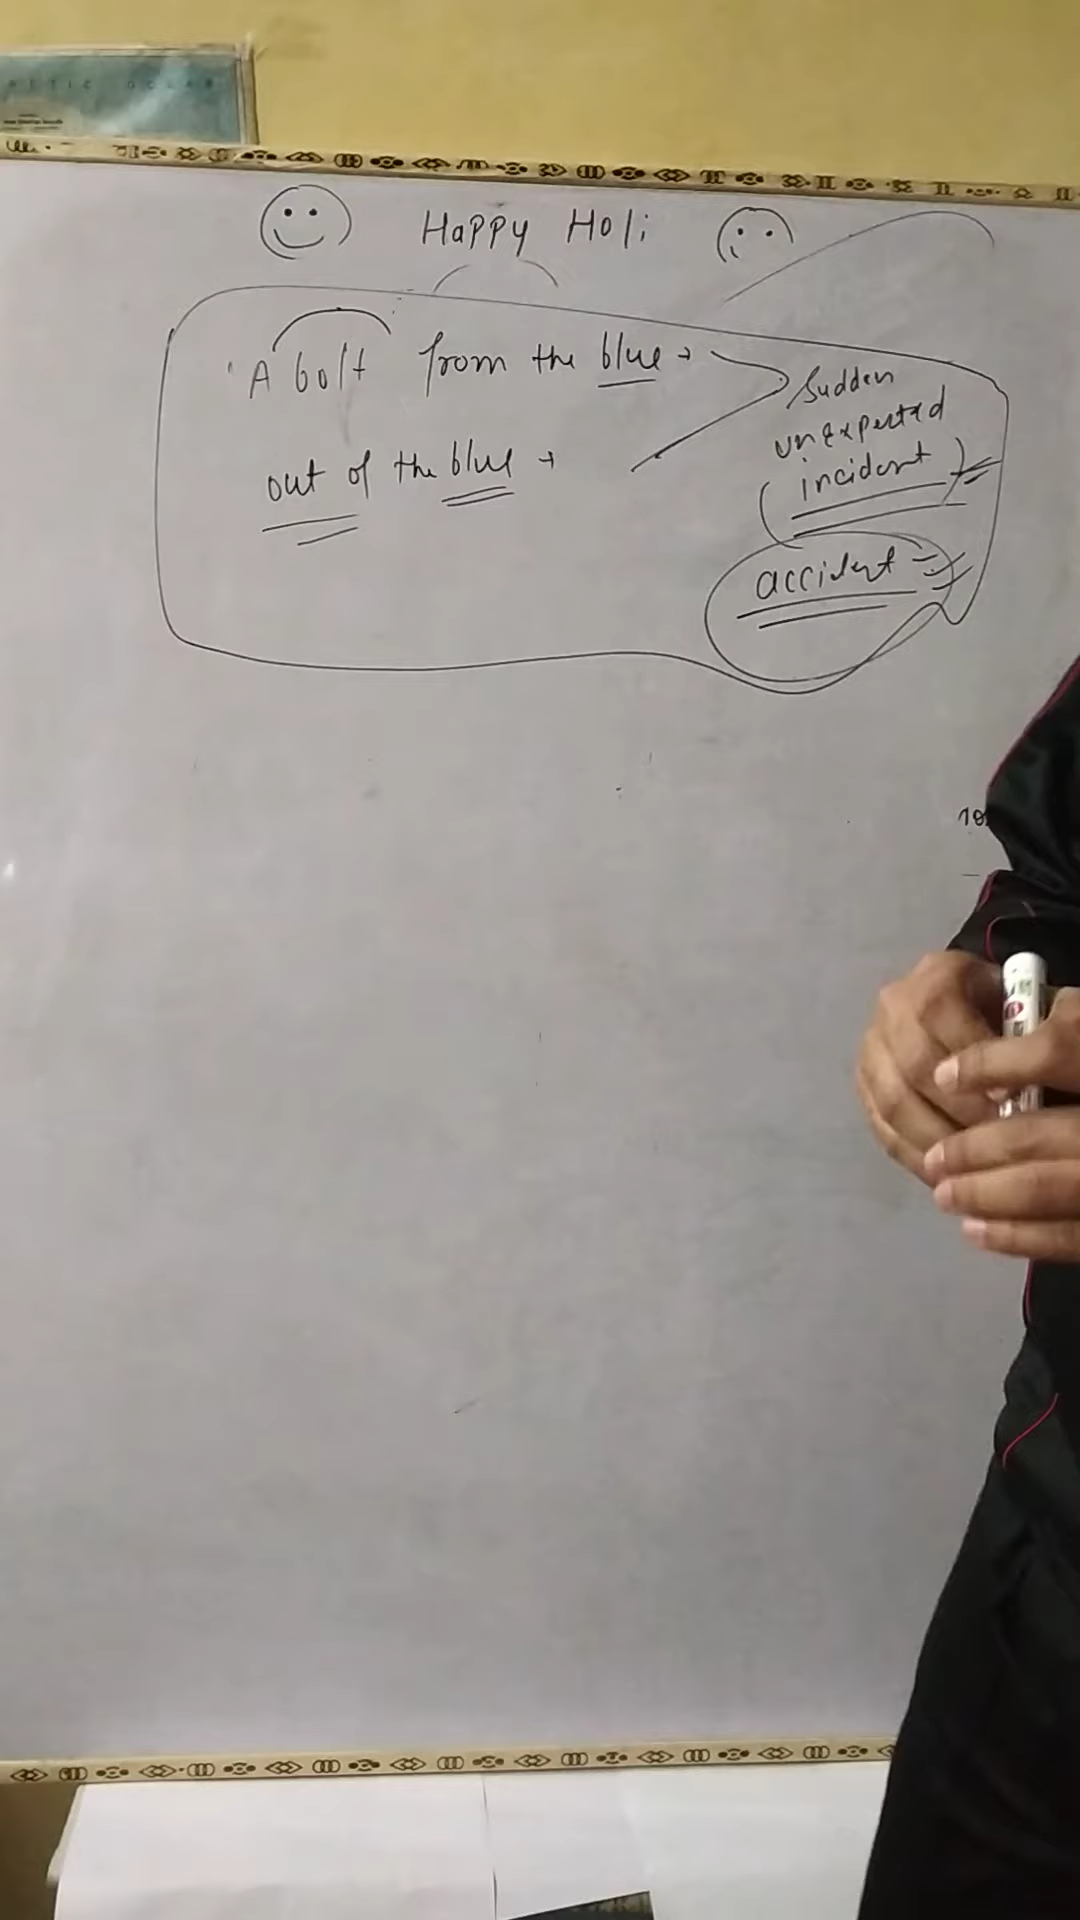 Happy Holi
A bolt from the blue →
out of the blue →
Sudden
unexpected
incident
accident